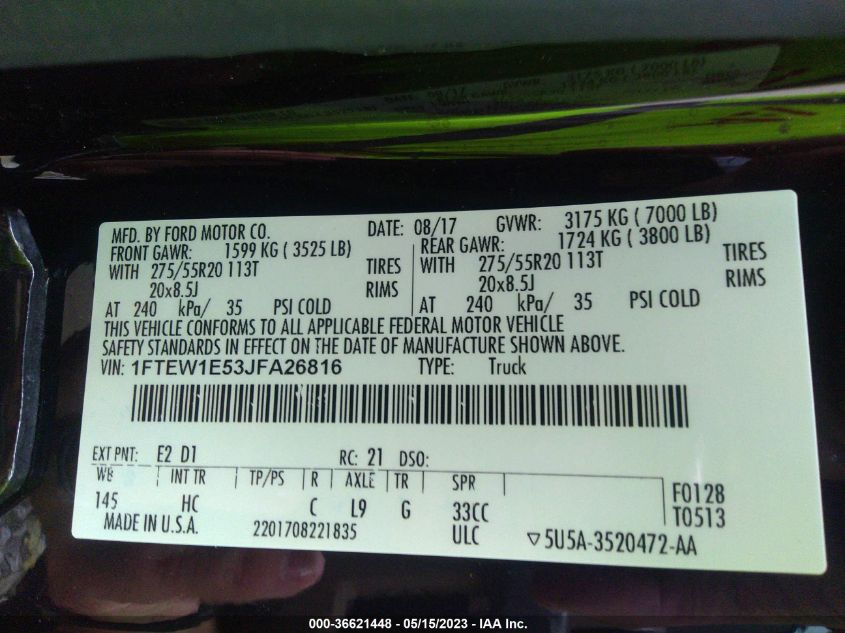 MFD. BY FORD MOTOR CO. DATE: 08/17 GVWR: 3175 KG ( 7000 LB)
FRONT GAWR: 1599 KG ( 3525 LB) REAR GAWR: 1724 KG ( 3800 LB)
WITH 275/55R20 113T TIRES WITH 275/55R20 113T TIRES
20x8.5J RIMS 20x8.5J RIMS
AT 240 kPa/ 35 PSI COLD AT 240 kPa/ 35 PSI COLD
THIS VEHICLE CONFORMS TO ALL APPLICABLE FEDERAL MOTOR VEHICLE
SAFETY STANDARDS IN EFFECT ON THE DATE OF MANUFACTURE SHOWN ABOVE.
VIN: 1FTEW1E53JFA26816 TYPE: Truck
EXT PNT: E2 D1 RC: 21 DSO:
WB INT TR TP/PS R AXLE TR SPR
145 HC C L9 G 33CC F0128
MADE IN U.S.A. 2201708221835 ULC T0513
▽5U5A-3520472-AA
000-36621448 - 05/15/2023 - IAA Inc.